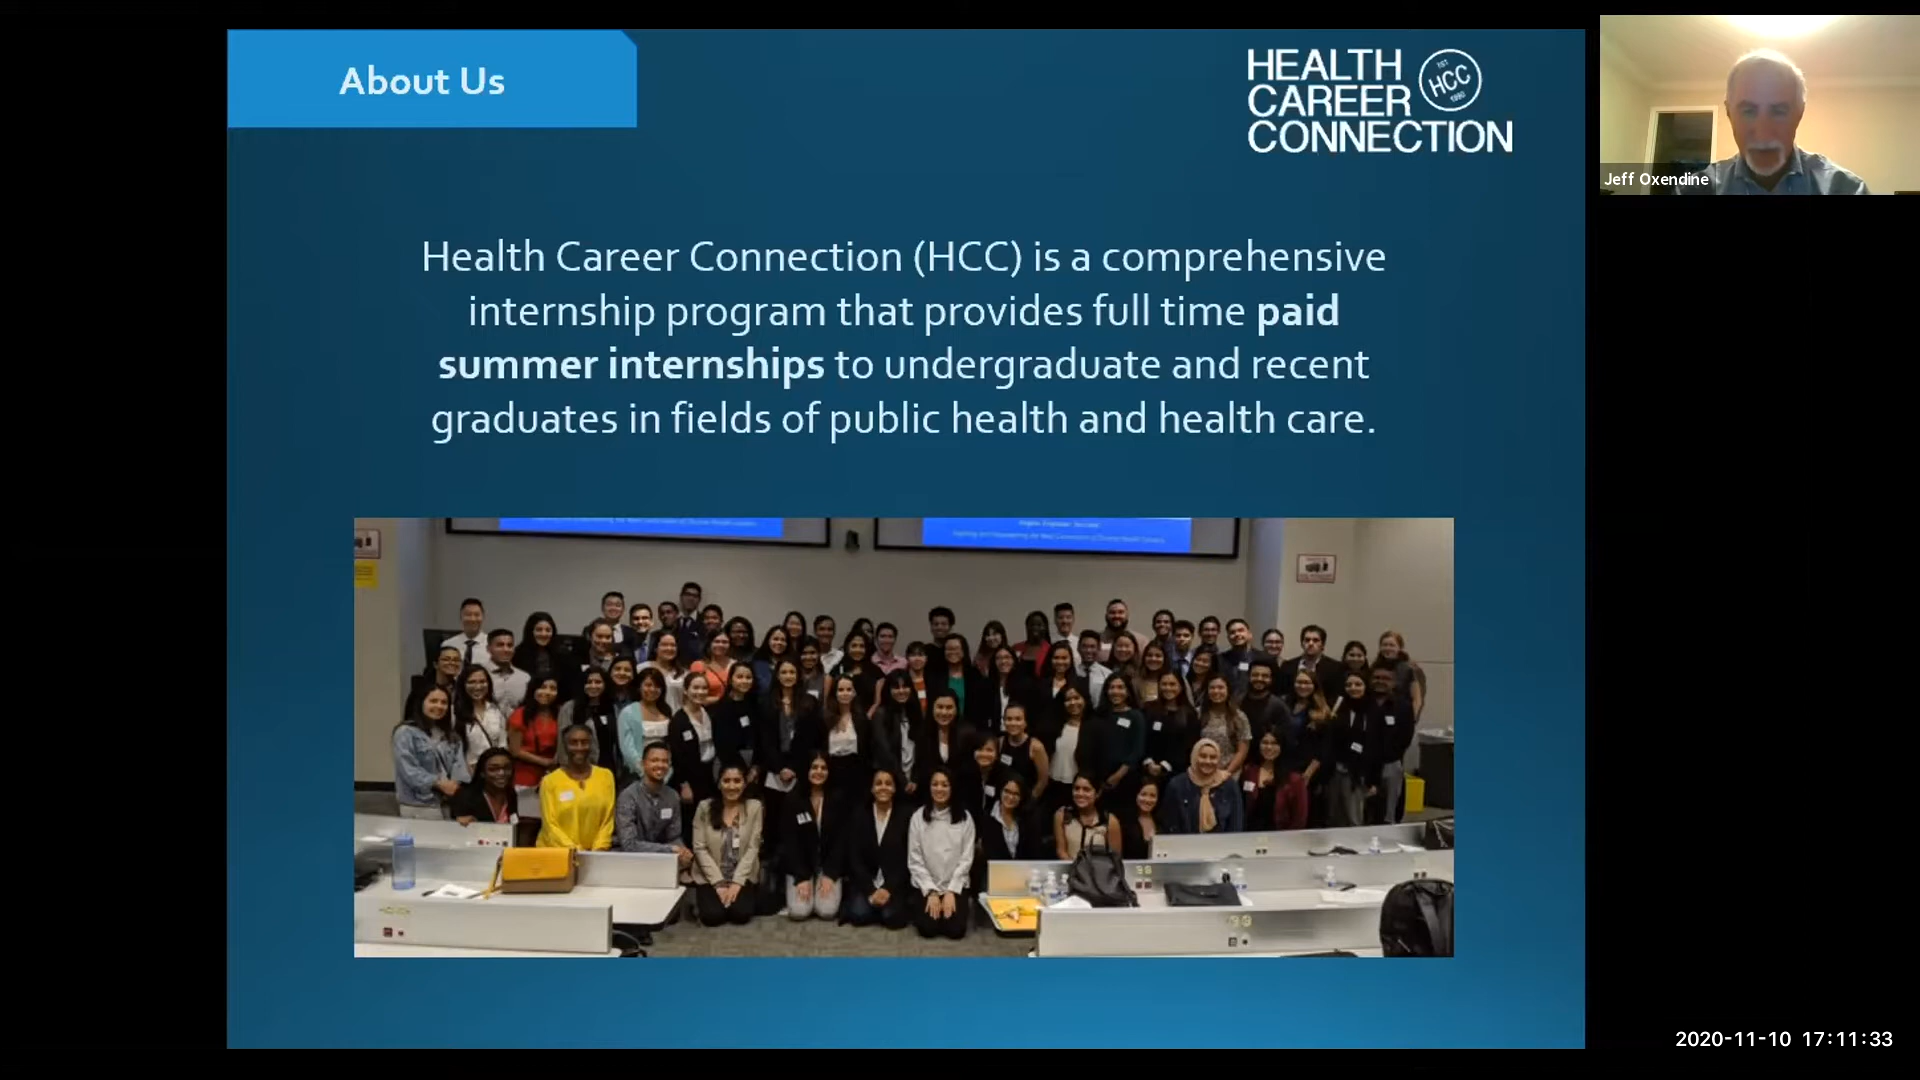 About Us
HEALTH
CAREER
CONNECTION
EST
HCC
1990
Jeff Oxendine
Health Career Connection (HCC) is a comprehensive
internship program that provides full time paid
summer internships to undergraduate and recent
graduates in fields of public health and health care.
2020-11-10 17:11:33